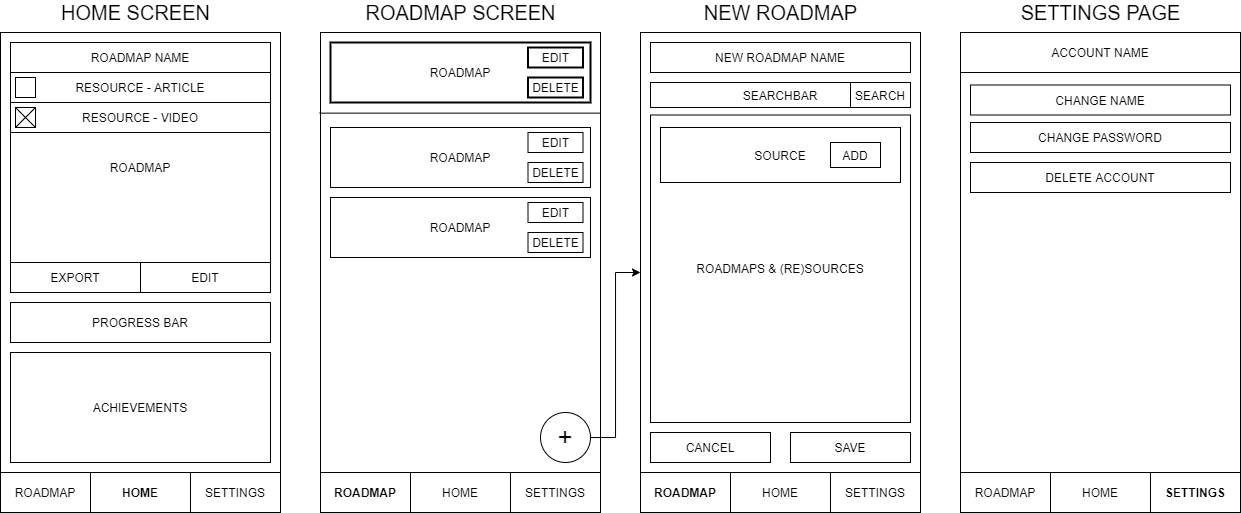 HOME SCREEN
ROADMAP NAME
RESOURCE - ARTICLE
RESOURCE - VIDEO
ROADMAP
EXPORT
EDIT
PROGRESS BAR
ACHIEVEMENTS
ROADMAP
HOME
SETTINGS
ROADMAP SCREEN
ROADMAP
EDIT
DELETE
ROADMAP
EDIT
DELETE
ROADMAP
EDIT
DELETE
+
ROADMAP
HOME
SETTINGS
NEW ROADMAP
NEW ROADMAP NAME
SEARCHBAR
SEARCH
SOURCE
ADD
ROADMAPS & (RE)SOURCES
CANCEL
SAVE
ROADMAP
HOME
SETTINGS
SETTINGS PAGE
ACCOUNT NAME
CHANGE NAME
CHANGE PASSWORD
DELETE ACCOUNT
ROADMAP
HOME
SETTINGS